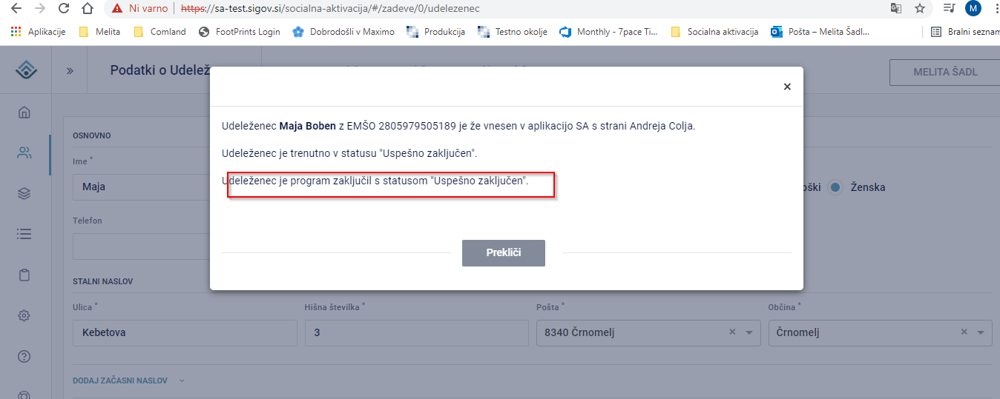 Ni varno https://sa-test.sigov.si/socialna-aktivacija/#/zadeve/0/udelezenec M
Aplikacije Melita Comland FootPrints Login Dobrodošli v Maximo Produkcija Testno okolje Monthly - 7pace Ti... Socialna aktivacija Pošta – Melita Šadl... Bralni seznam
Podatki o Udelež
MELITA ŠADL
×
Udeleženec Maja Boben z EMŠO 2805979505189 je že vnesen v aplikacijo SA s strani Andreja Colja.
OSNOVNO
Udeleženec je trenutno v statusu "Uspešno zaključen".
Ime *
Udeleženec je program zaključil s statusom "Uspešno zaključen".
Maja
oški Ženska
Telefon
Prekliči
STALNI NASLOV
Ulica * Hišna številka * Pošta * Občina *
Kebetova 3 8340 Črnomelj × Črnomelj ×
DODAJ ZAČASNI NASLOV